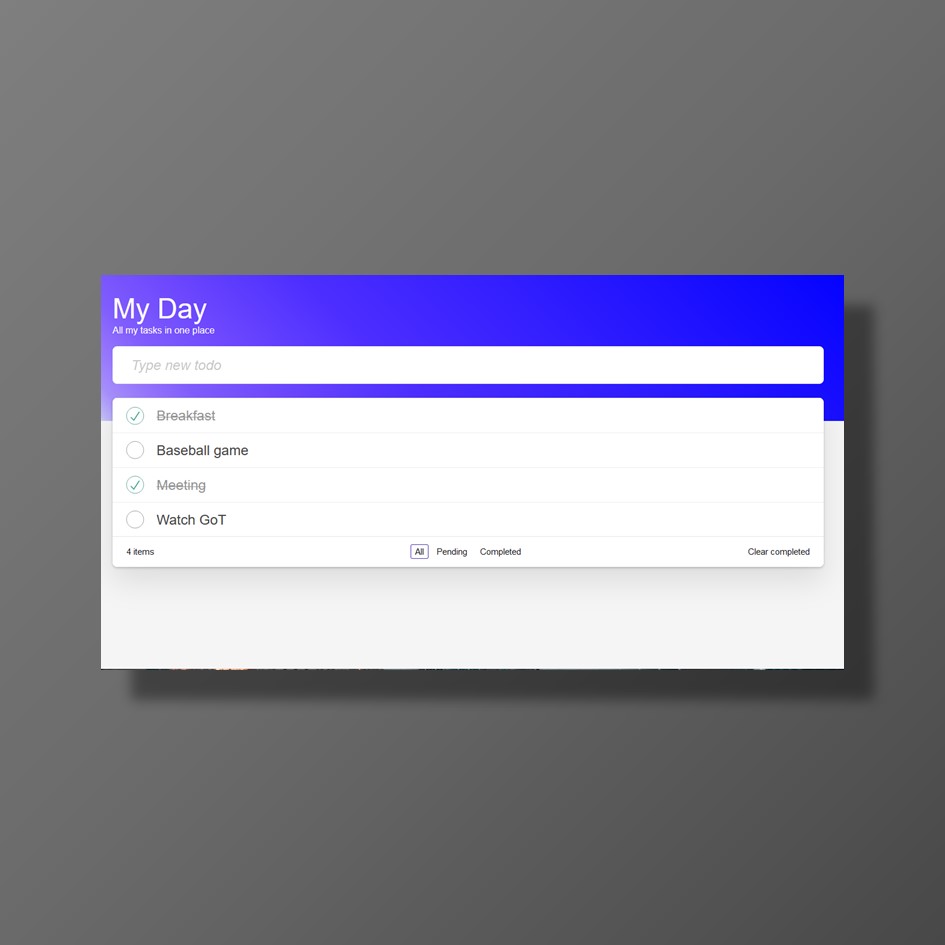 My Day
All my tasks in one place
Type new todo
Breakfast
Baseball game
Meeting
Watch GoT
4 items All Pending Completed Clear completed